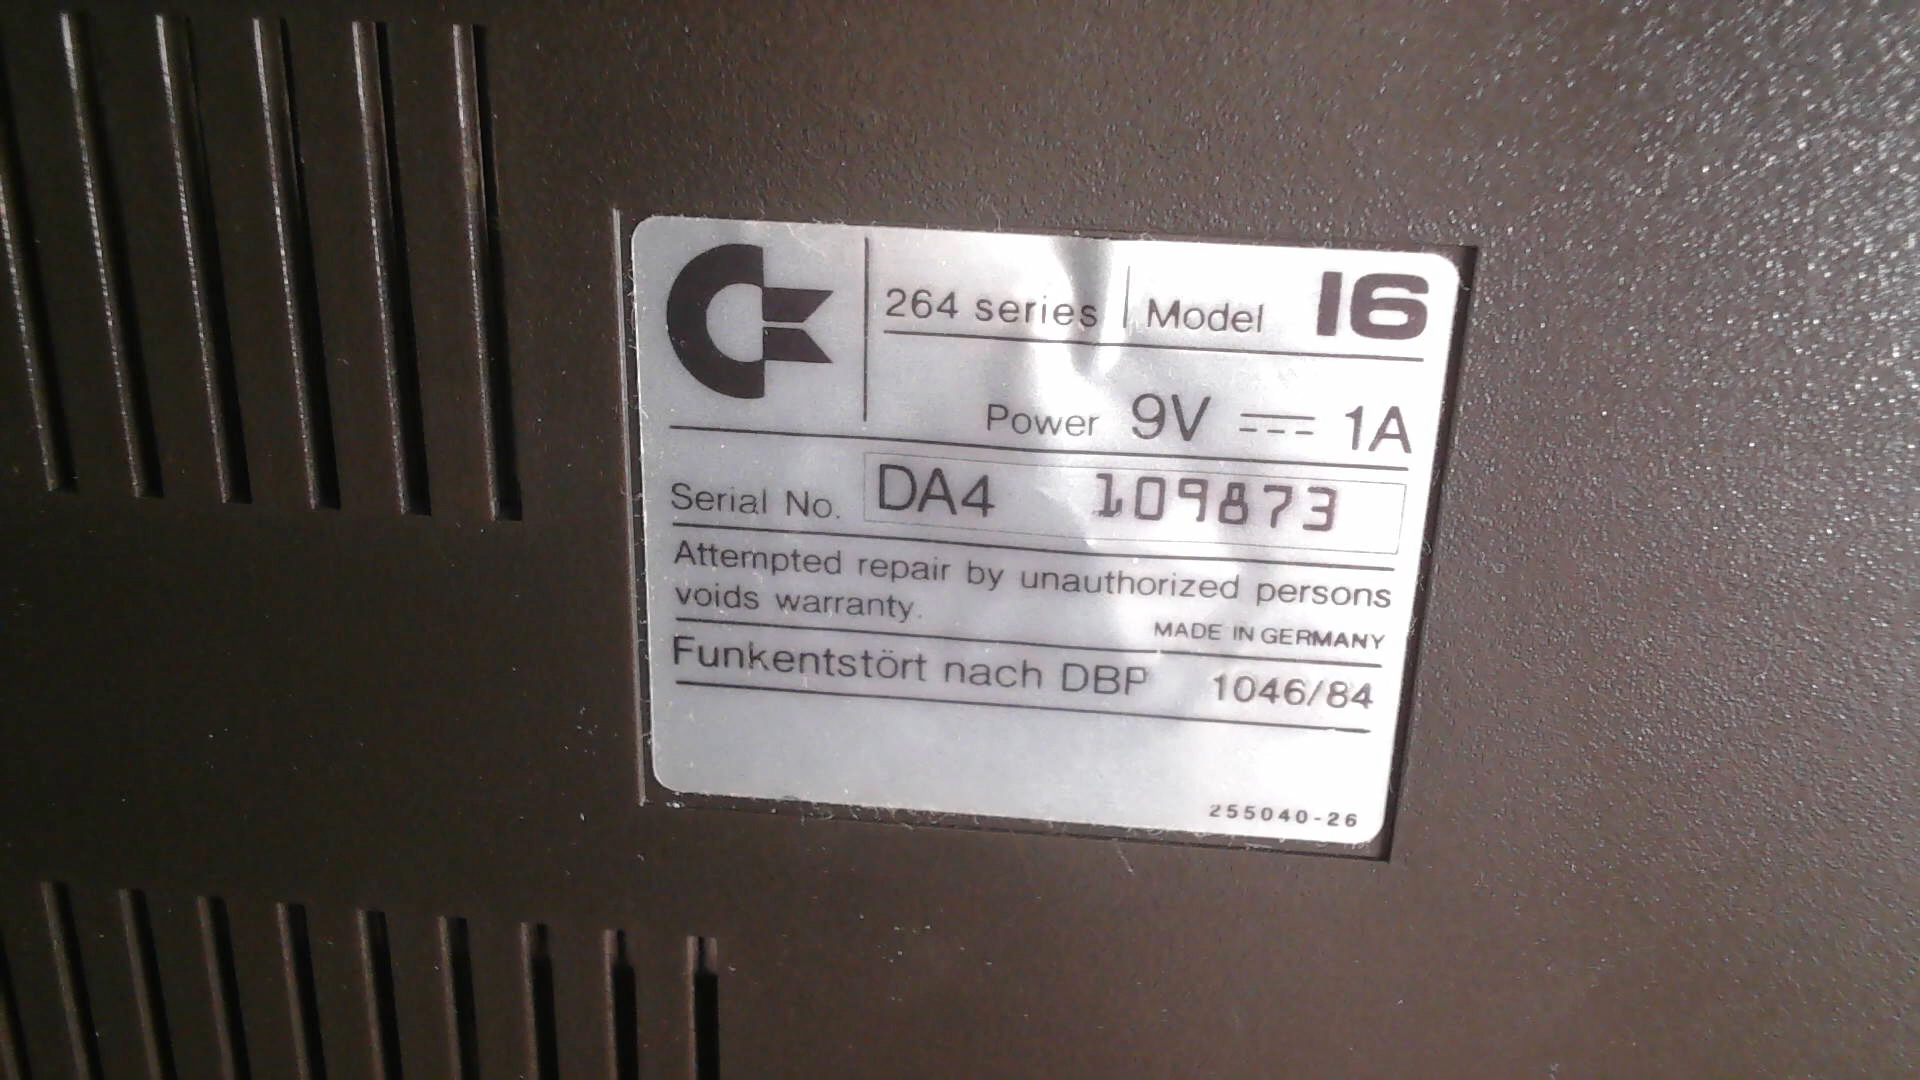 264 series Model 16
Power 9V 1A
Serial No. DA4 109873
Attempted repair by unauthorized persons
voids warranty.
MADE IN GERMANY
Funkentstört nach DBP 1046/84
255040-26